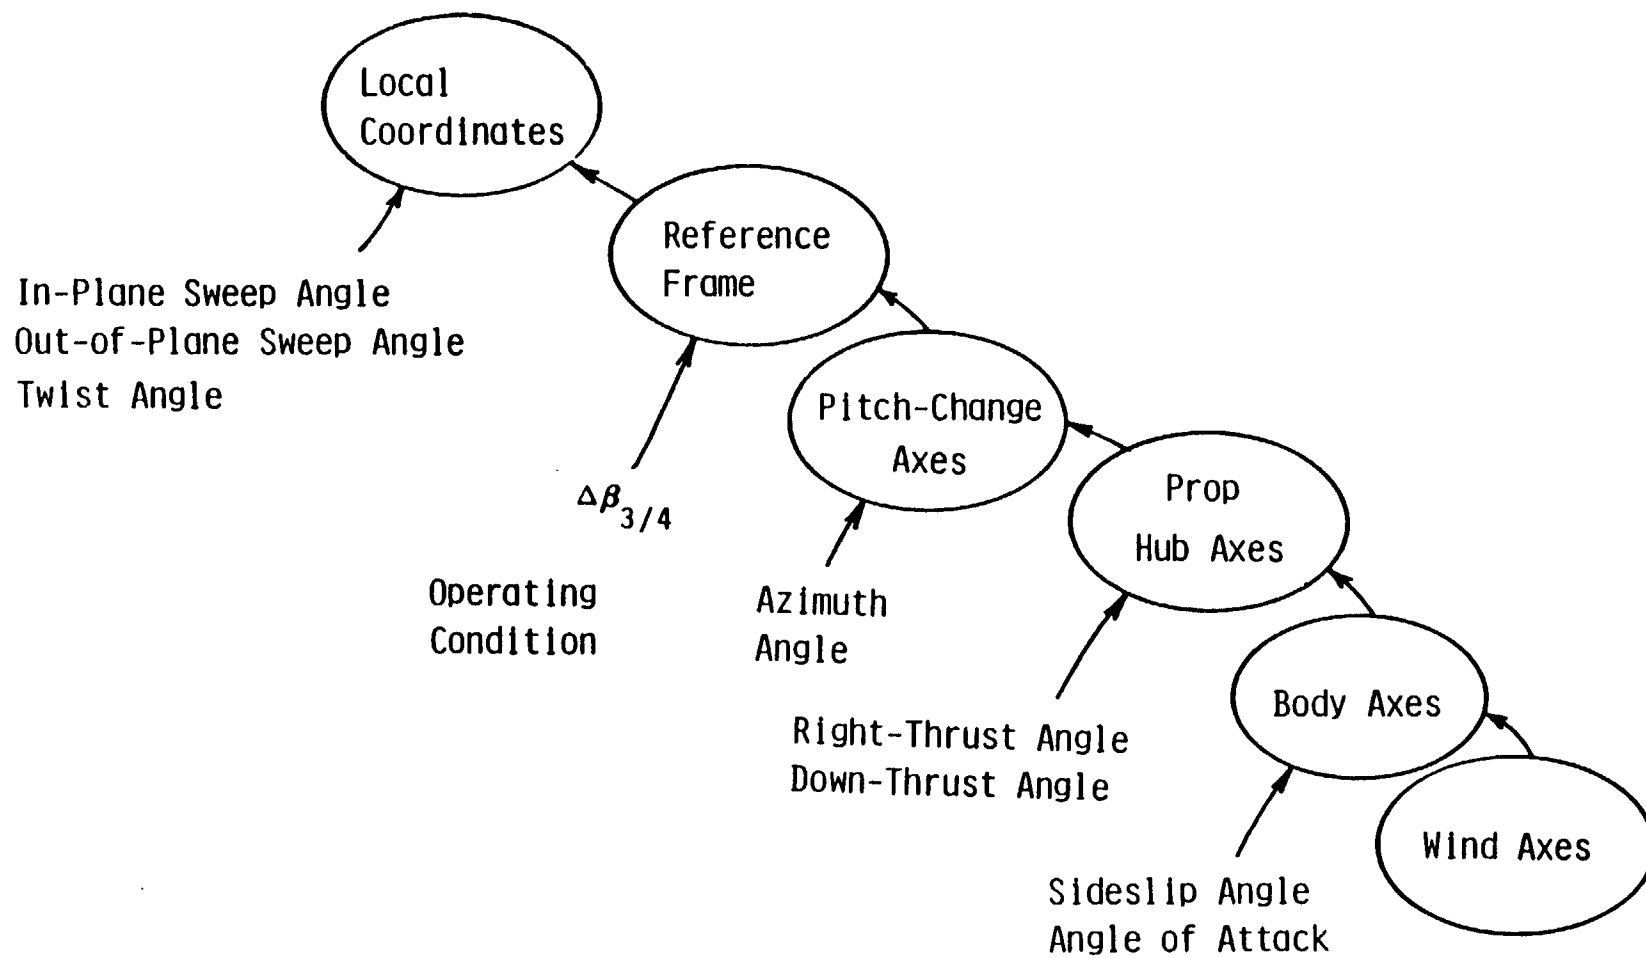 Local
Coordinates
Reference
Frame
In-Plane Sweep Angle
Out-of-Plane Sweep Angle
Twist Angle
Pitch-Change
Axes
Δβ3/4
Prop
Hub Axes
Operating
Condition
Azimuth
Angle
Right-Thrust Angle
Down-Thrust Angle
Body Axes
Wind Axes
Sideslip Angle
Angle of Attack